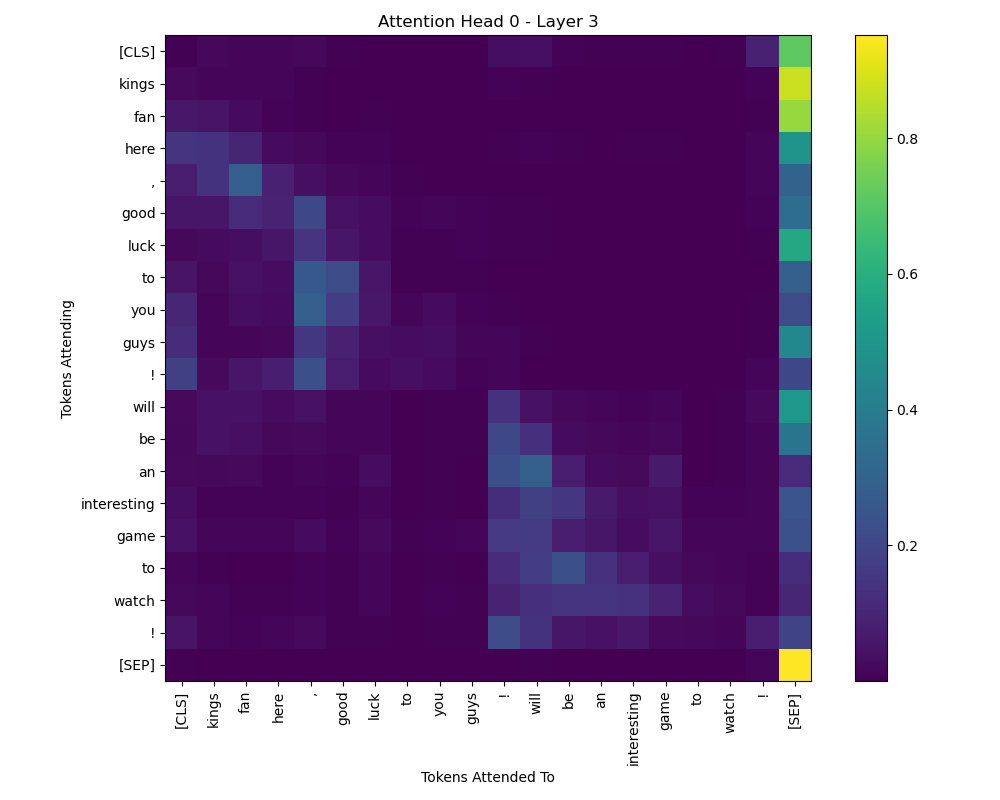 Attention Head 0 - Layer 3
Tokens Attending
[CLS]
kings
fan
here
,
good
luck
to
you
guys
!
will
be
an
interesting
game
to
watch
!
[SEP]
0.8
0.6
0.4
0.2
[CLS]
kings
fan
here
,
good
luck
to
you
guys
!
will
be
an
interesting
game
to
watch
!
[SEP]
Tokens Attended To